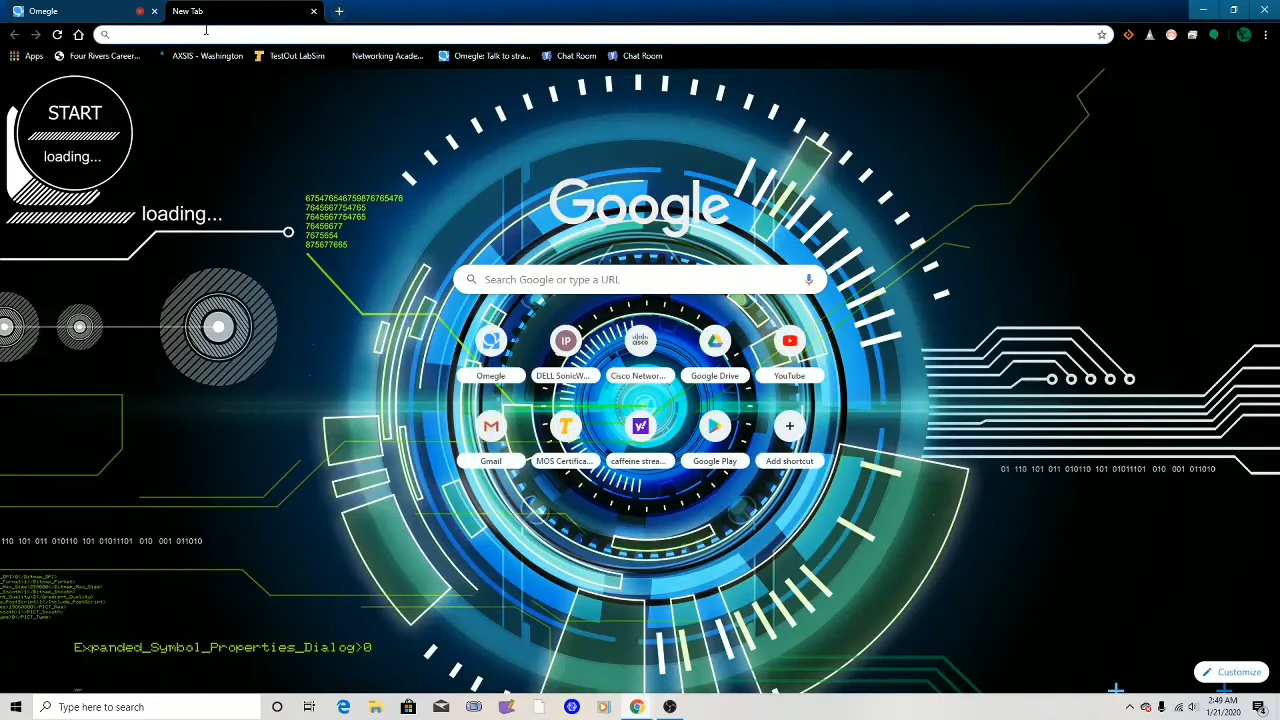 Omegle
New Tab
Apps
Four Rivers Career...
AXSIS - Washington
TestOut LabSim
Networking Acade...
Omegle Talk to stra...
Chat Room
Chat Room
START
loading...
loading...
675476546759876765476
7645667754765
7645667754765
76456677
7675654
875677665
Google
Search Google or type a URL
Omegle
IP
DELL SonicW...
cisco
Cisco Networ...
Google Drive
YouTube
Gmail
MOS Certifica...
caffeine strea...
Google Play
Add shortcut
01 110 101 011 010110 101 01011101 010 001 011010
110 101 011 010110 101 01011101 010 001 011010
Expanded_Symbol_Properties_Dialog>0
Customize
Type here to search
2:49 AM
1/21/2020